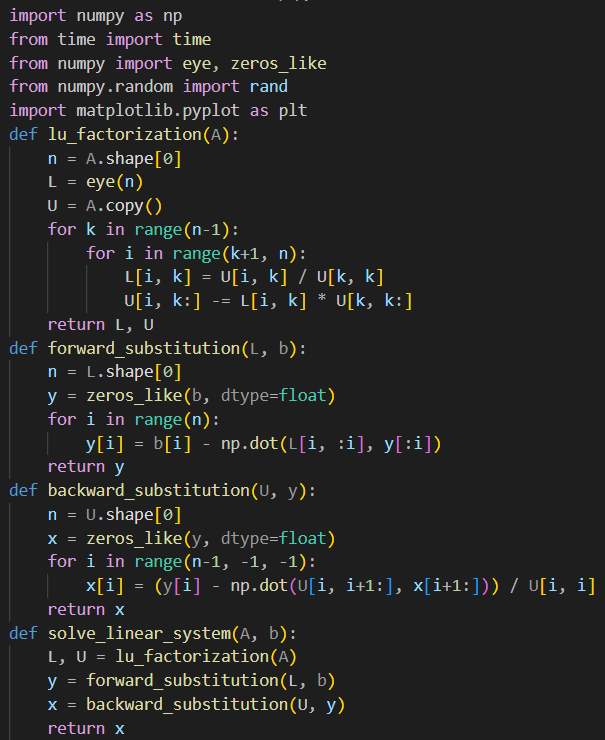 import numpy as np
from time import time
from numpy import eye, zeros_like
from numpy.random import rand
import matplotlib.pyplot as plt
def lu_factorization(A):
    n = A.shape[0]
    L = eye(n)
    U = A.copy()
    for k in range(n-1):
        for i in range(k+1, n):
            L[i, k] = U[i, k] / U[k, k]
            U[i, k:] -= L[i, k] * U[k, k:]
    return L, U
def forward_substitution(L, b):
    n = L.shape[0]
    y = zeros_like(b, dtype=float)
    for i in range(n):
        y[i] = b[i] - np.dot(L[i, :i], y[:i])
    return y
def backward_substitution(U, y):
    n = U.shape[0]
    x = zeros_like(y, dtype=float)
    for i in range(n-1, -1, -1):
        x[i] = (y[i] - np.dot(U[i, i+1:], x[i+1:])) / U[i, i]
    return x
def solve_linear_system(A, b):
    L, U = lu_factorization(A)
    y = forward_substitution(L, b)
    x = backward_substitution(U, y)
    return x